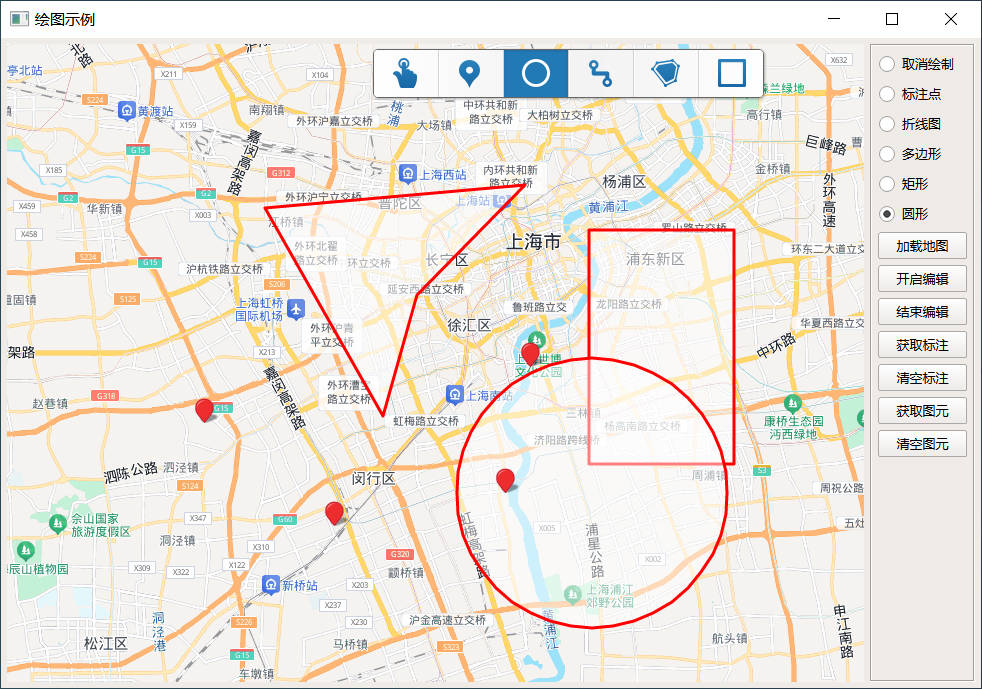 绘图示例
北路
亭北站
X211
X104
X632
取消绘制
S224
黄渡站
南翔镇
桃浦
中环共和新
路立交桥
大柏树立交桥
高行镇
标注点
X159
外环沪嘉立交桥
大场镇
折线图
嘉闵高架路
G15
巨峰路
曹
多边形
X185
G312
上海西站
内环共和新
路立交桥
杨浦区
金桥镇
矩形
G2
G2
外环沪宁立交桥
普陀区
上海站
黄浦江
外环高速
X459
华新镇
X003
江桥镇
圆形
罗山路立交桥
X458
上海市
外环北翟
路立交桥
环东二大道立交
加载地图
S224
G15
沪杭铁路立交桥
环立交桥
长宁区
浦东新区
开启编辑
S206
延安西路立交桥
重固镇
S125
上海虹桥
国际机场
鲁班路立交
龙阳路立交桥
结束编辑
外环沪青
平立交桥
徐汇区
华夏西路立交
获取标注
架路
X213
中环路
上海世博
文化公园
嘉闵高架路
清空标注
外环漕宝
路立交桥
上海南站
赵巷镇
G318
G15
虹梅路立交桥
三林镇
杨高南路立交桥
康桥生态园
沔西绿地
获取图元
济阳路跨线桥
清空图元
泗陈公路
泗泾镇
闵行区
周浦镇
S3
S124
周祝公路
佘山国家
旅游度假区
X347
G60
虹梅高架路
X005
浦星公路
五灶
洞泾镇
X310
G320
X002
辰山植物园
X309
X322
X122
颛桥镇
新桥站
X203
上海浦江
郊野公园
X237
洞泾港
S226
X230
沪金高速立交桥
黄浦江
申江南路
松江区
马桥镇
S323
航头镇
G15
车墩镇